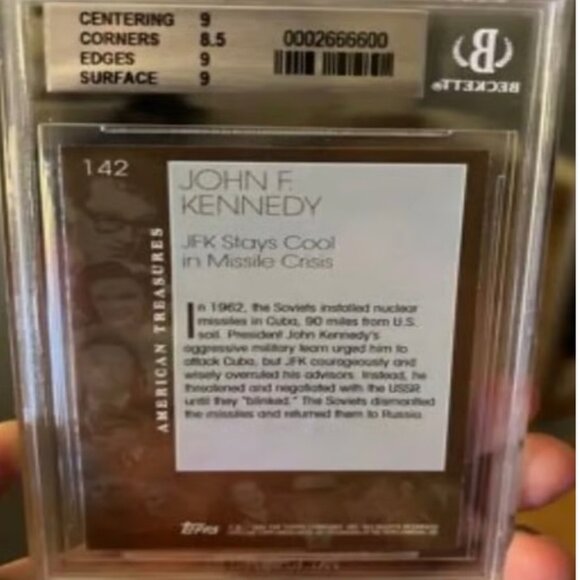 CENTERING 9
CORNERS 8.5
EDGES 9
SURFACE 9
0002666600
B
BECKETT
142
JOHN F.
KENNEDY
JFK Stays Cool
in Missile Crisis
AMERICAN TREASURES
In 1962, the Soviets installed nuclear
missiles in Cuba, 90 miles from U.S.
soil. President John Kennedy's
aggressive military team urged him to
attack Cuba, but JFK courageously and
wisely overruled his advisors. Instead, he
threatened and negotiated with the USSR
until they "blinked." The Soviets dismantled
the missiles and returned them to Russia.
Topps